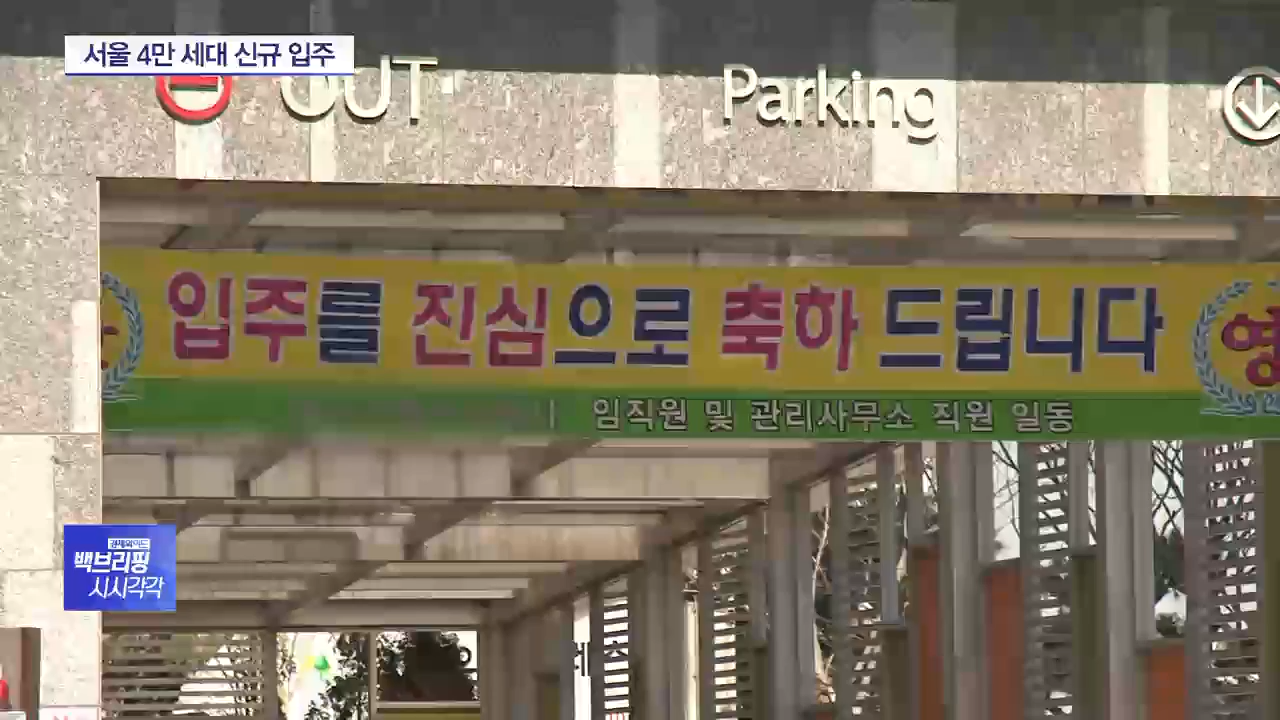 서울 4만 세대 신규 입주
OUT
Parking
입주를 진심으로 축하 드립니다
임직원 및 관리사무소 직원 일동
경제와이드
백브리핑
시시각각